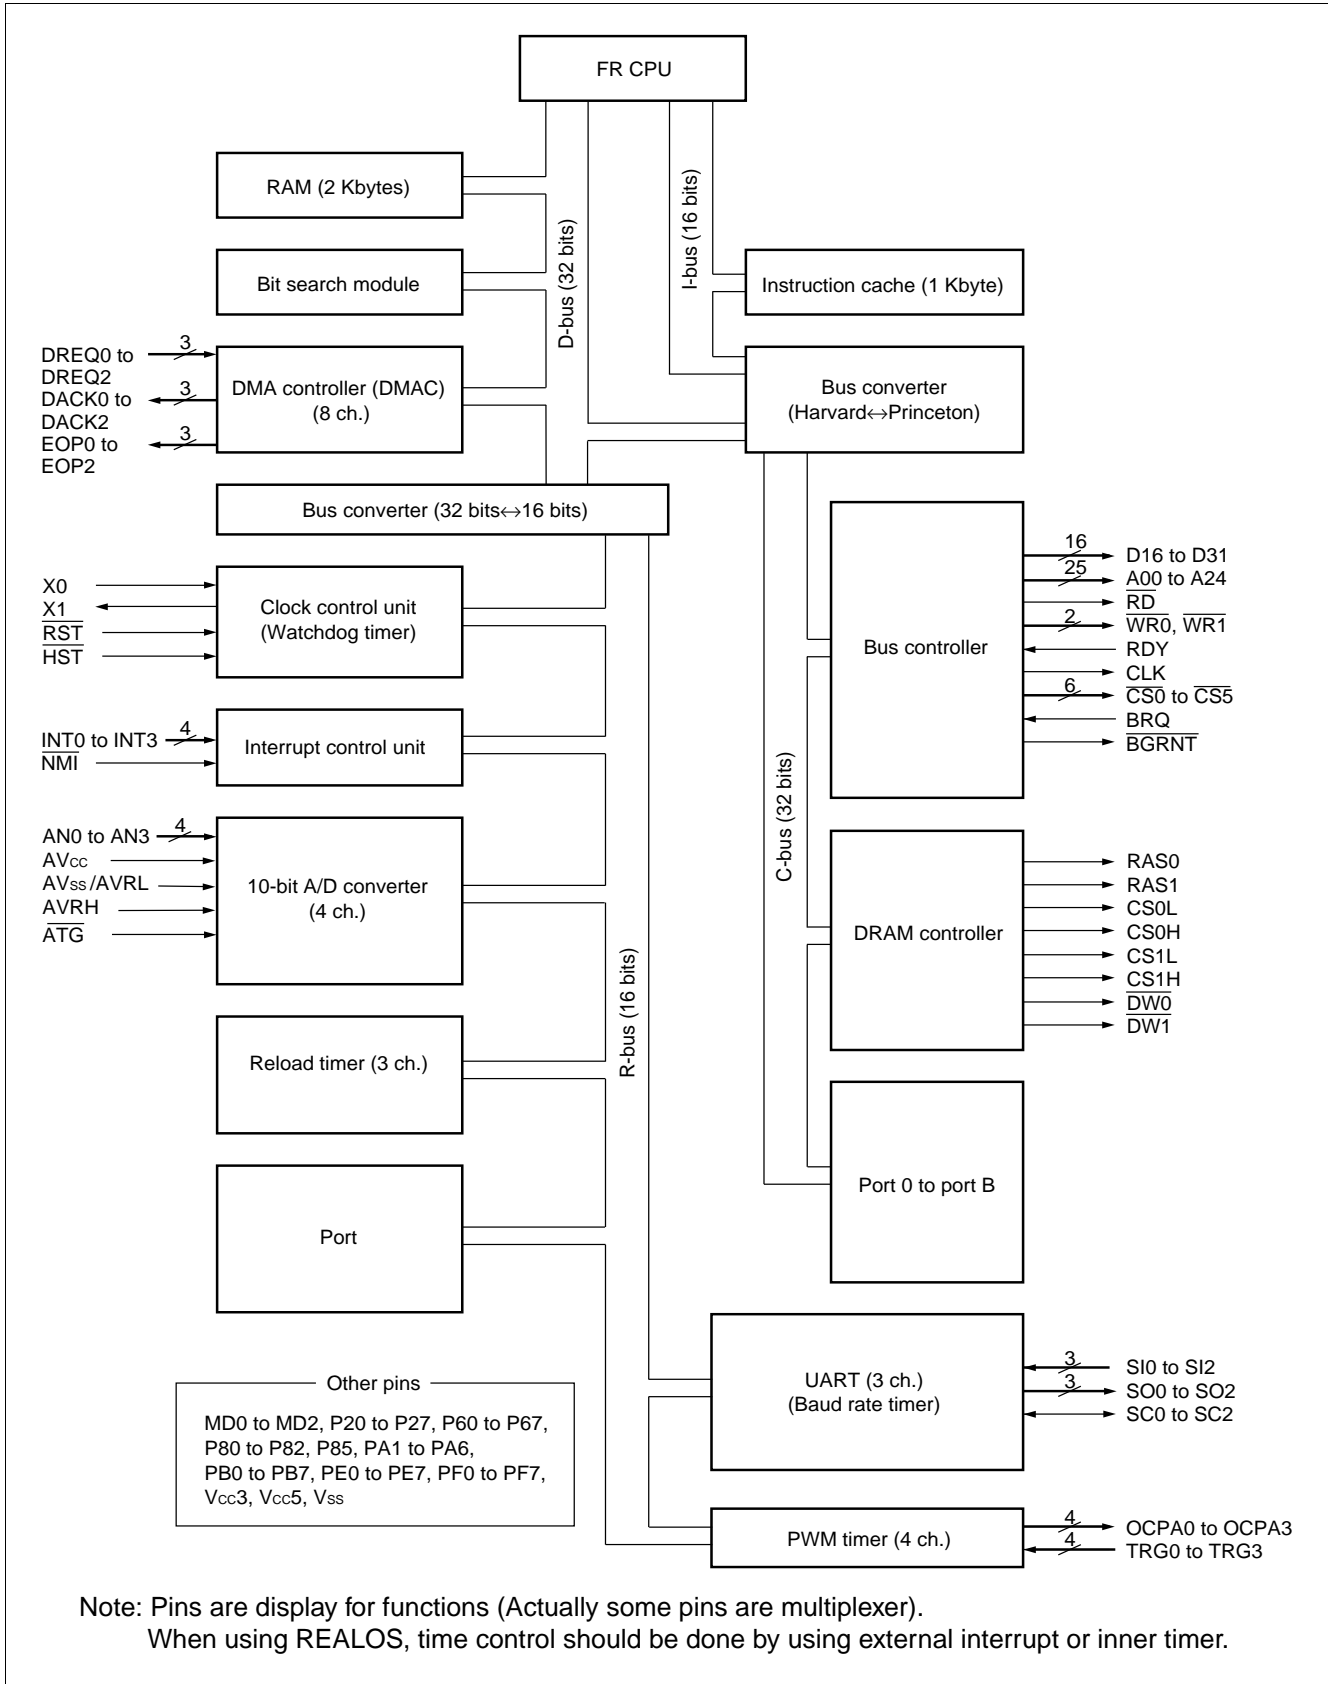 FR CPU
RAM (2 Kbytes)
D-bus (32 bits)
I-bus (16 bits)
Bit search module
Instruction cache (1 Kbyte)
DREQ0 to
DREQ2
DACK0 to
DACK2
EOP0 to
EOP2
3
3
3
DMA controller (DMAC)
(8 ch.)
Bus converter
(Harvard↔Princeton)
Bus converter (32 bits↔16 bits)
X0
X1
RST
HST
Clock control unit
(Watchdog timer)
INT0 to INT3
4
NMI
Interrupt control unit
AN0 to AN3
4
AVCC
AVSS/AVRL
AVRH
ATG
10-bit A/D converter
(4 ch.)
Reload timer (3 ch.)
Port
R-bus (16 bits)
C-bus (32 bits)
Bus controller
16
D16 to D31
25
A00 to A24
RD
2
WR0, WR1
RDY
CLK
6
CS0 to CS5
BRQ
BGRNT
DRAM controller
RAS0
RAS1
CS0L
CS0H
CS1L
CS1H
DW0
DW1
Port 0 to port B
UART (3 ch.)
(Baud rate timer)
3
SI0 to SI2
3
SO0 to SO2
SC0 to SC2
PWM timer (4 ch.)
4
OCPA0 to OCPA3
4
TRG0 to TRG3
Other pins
MD0 to MD2, P20 to P27, P60 to P67,
P80 to P82, P85, PA1 to PA6,
PB0 to PB7, PE0 to PE7, PF0 to PF7,
VCC3, VCC5, VSS
Note: Pins are display for functions (Actually some pins are multiplexer).
When using REALOS, time control should be done by using external interrupt or inner timer.